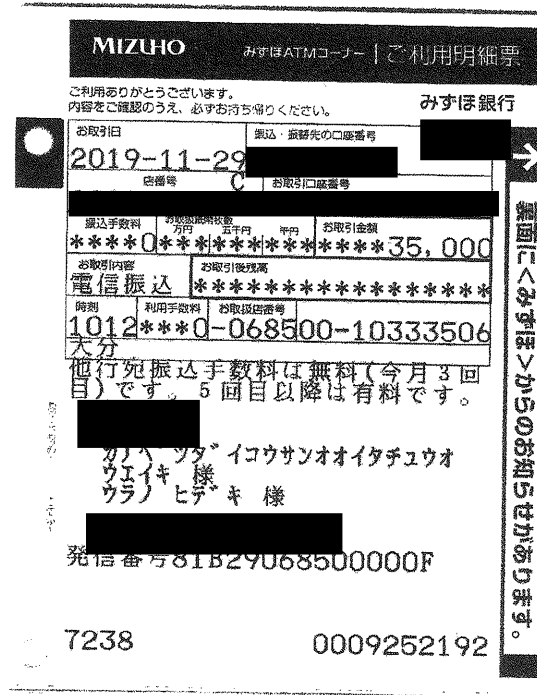 MIZUHO みずほATMコーナー ご利用明細票
ご利用ありがとうございます。
内容をご確認のうえ、必ずお持ち帰りください。
みずほ銀行
お取引日 振込・振替先の口座番号
2019-11-29
店番号 お取引口座番号
振込手数料 お取扱紙幣枚数 万円 五千円 千円 お取引金額
****0*************35,000
お取引内容 お取引後残高
電信振込 ****************
時刻 利用手数料 お取扱店番号
1012***0-068500-10333506
大分
他行宛振込手数料は無料(今月3回
目)です。5回目以降は有料です。
カ)ヘ゛ツタ゛イコウサンオオイタチユウオ
ウエイキ 様
ウラノ ヒテ゛キ 様
発信番号81B29068500000F
7238 0009252192
裏面に<みずほ>からのお知らせがあります。